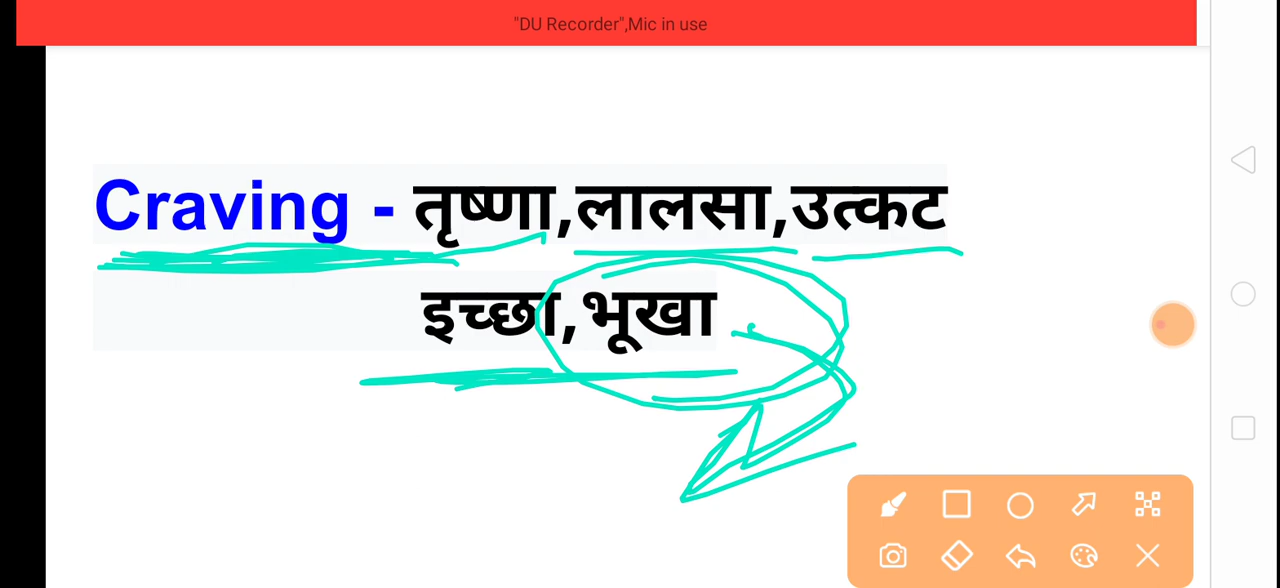 "DU Recorder",Mic in use
Craving - तृष्णा,लालसा,उत्कट
इच्छा,भूखा